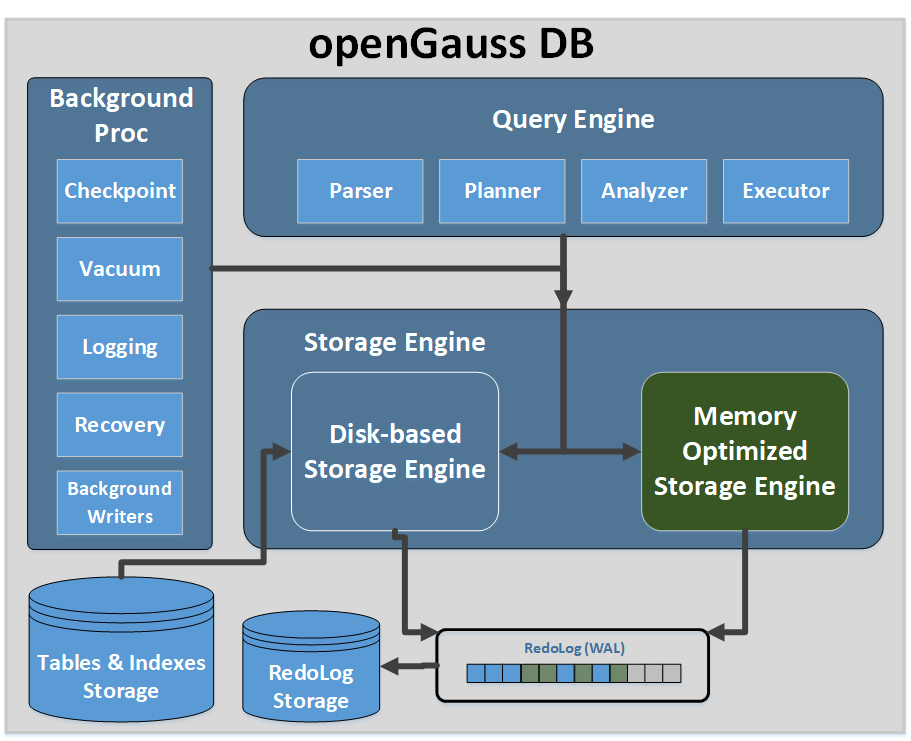 openGauss DB
Background
Proc
Checkpoint
Vacuum
Logging
Recovery
Background
Writers
Query Engine
Parser
Planner
Analyzer
Executor
Storage Engine
Disk-based
Storage Engine
Memory
Optimized
Storage Engine
Tables & Indexes
Storage
RedoLog
Storage
RedoLog (WAL)